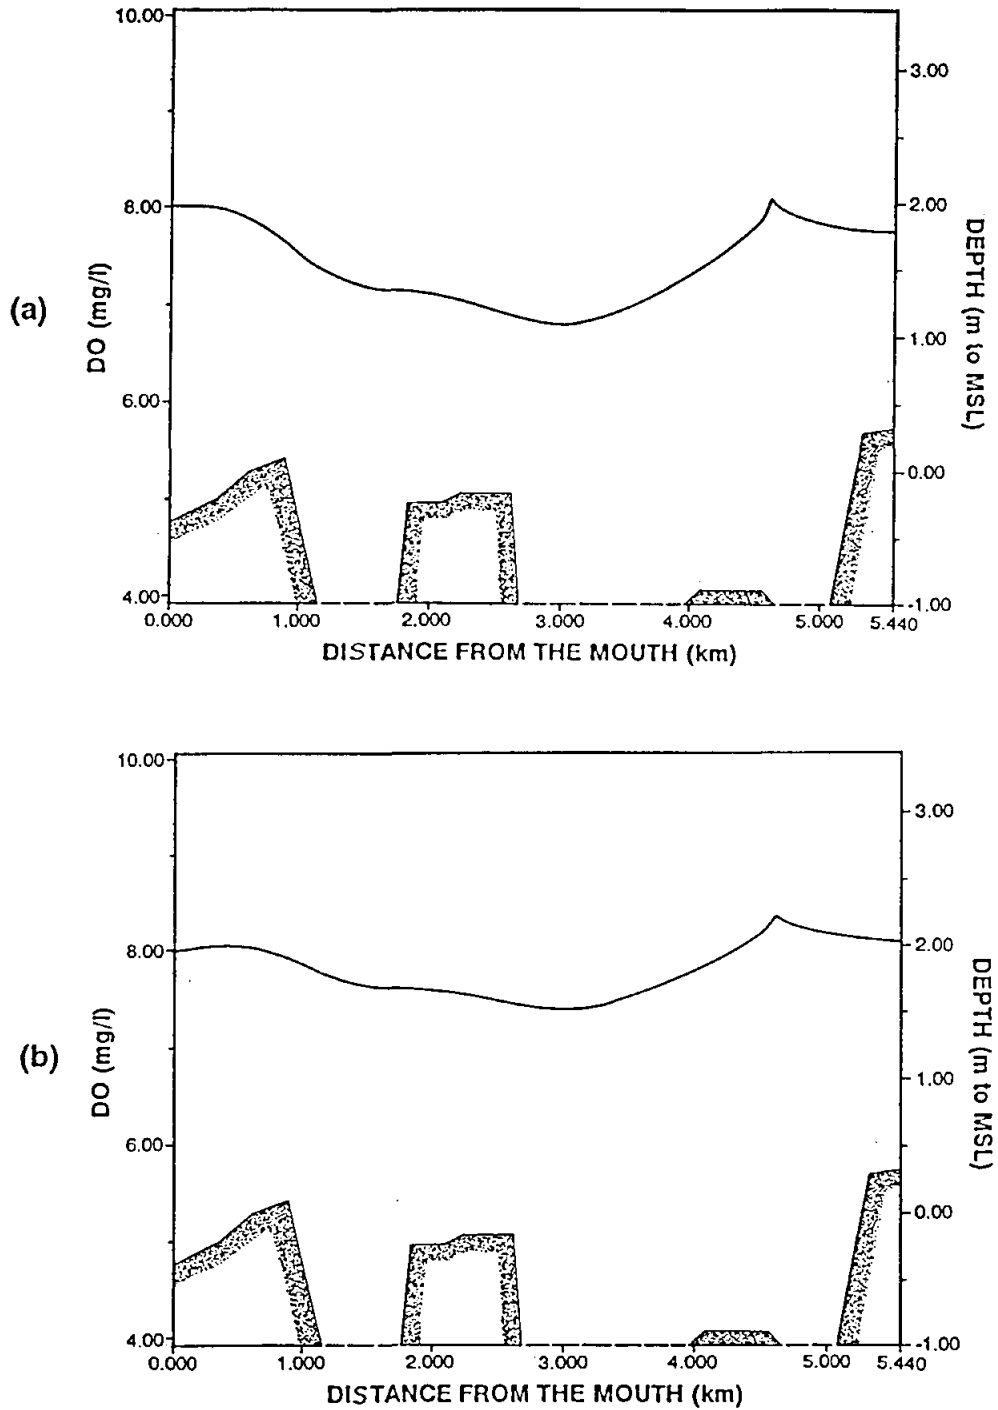 (a)
DO (mg/l)
10.00
8.00
6.00
4.00
3.00
2.00
1.00
0.00
-1.00
DEPTH (m to MSL)
0.000 1.000 2.000 3.000 4.000 5.000 5.440
DISTANCE FROM THE MOUTH (km)
(b)
DO (mg/l)
10.00
8.00
6.00
4.00
3.00
2.00
1.00
0.00
-1.00
DEPTH (m to MSL)
0.000 1.000 2.000 3.000 4.000 5.000 5.440
DISTANCE FROM THE MOUTH (km)